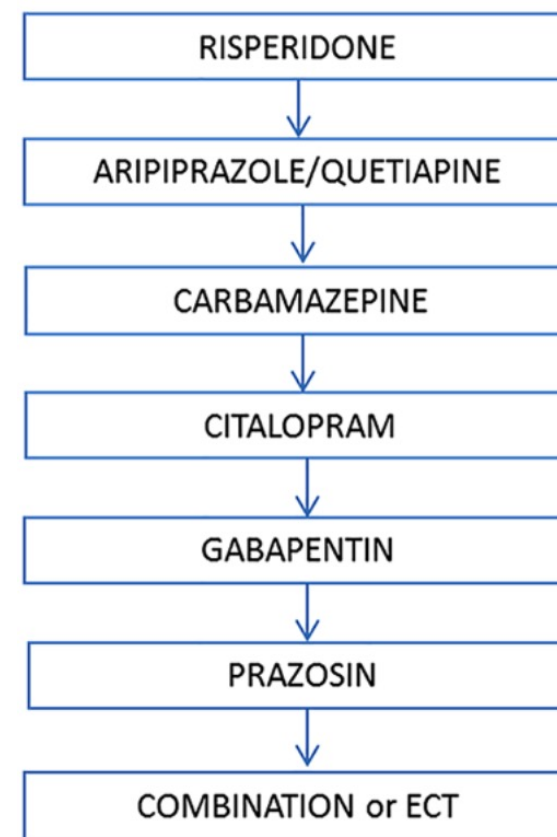 RISPERIDONE
ARIPIPRAZOLE/QUETIAPINE
CARBAMAZEPINE
CITALOPRAM
GABAPENTIN
PRAZOSIN
COMBINATION or ECT